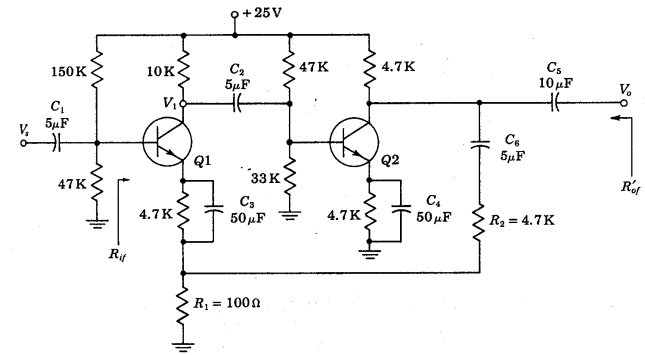 +25V
150K
10K
C₂
5μF
47K
4.7K
C₅
10μF
V₁
C₁
5μF
Vₛ
Vₒ
Q1
Q2
C₆
5μF
47K
33K
R′ₒf
4.7K
C₃
50μF
4.7K
C₄
50μF
R₂ = 4.7K
Rᵢf
R₁ = 100Ω